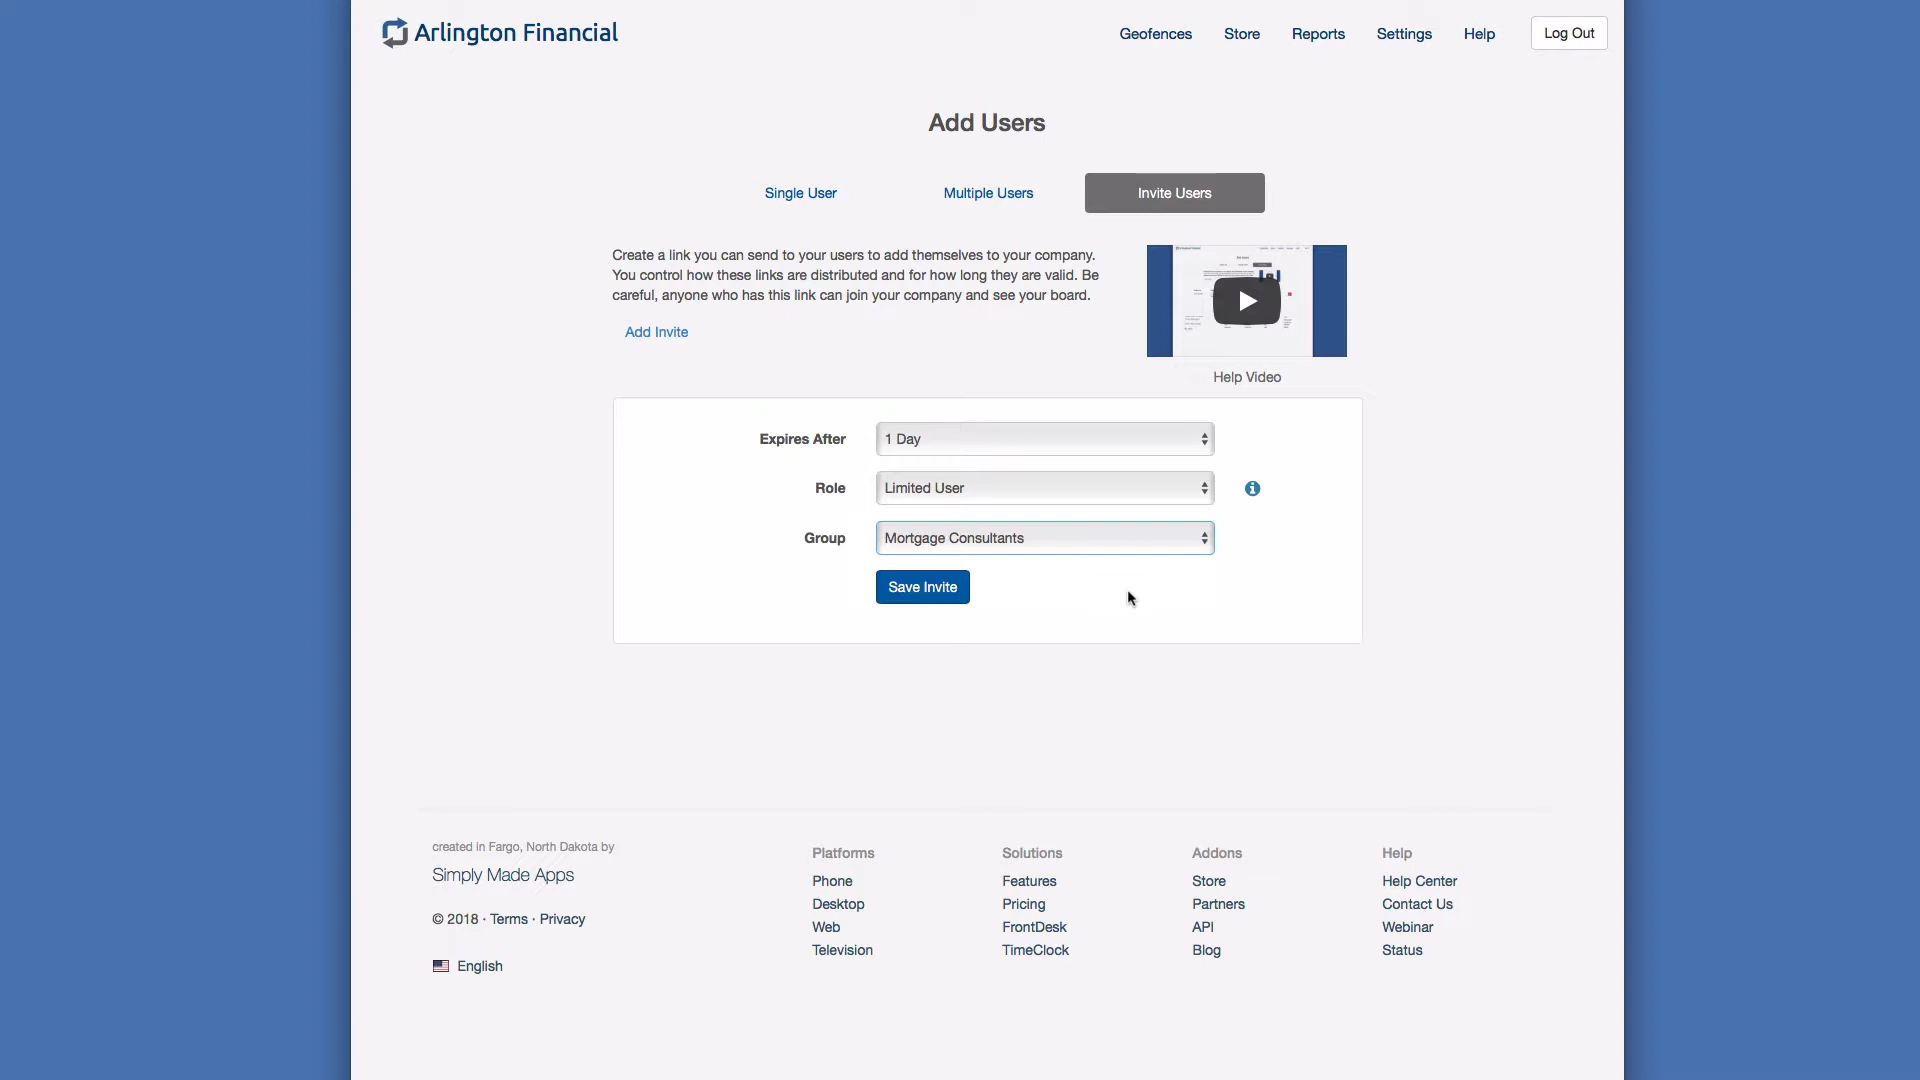 Arlington Financial
Geofences
Store
Reports
Settings
Help
Log Out
Add Users
Single User
Multiple Users
Invite Users
Create a link you can send to your users to add themselves to your company.
You control how these links are distributed and for how long they are valid. Be
careful, anyone who has this link can join your company and see your board.
Add Invite
Help Video
Expires After
1 Day
Role
Limited User
Group
Mortgage Consultants
Save Invite
created in Fargo, North Dakota by
Simply Made Apps
© 2018 · Terms · Privacy
English
Platforms
Phone
Desktop
Web
Television
Solutions
Features
Pricing
FrontDesk
TimeClock
Addons
Store
Partners
API
Blog
Help
Help Center
Contact Us
Webinar
Status